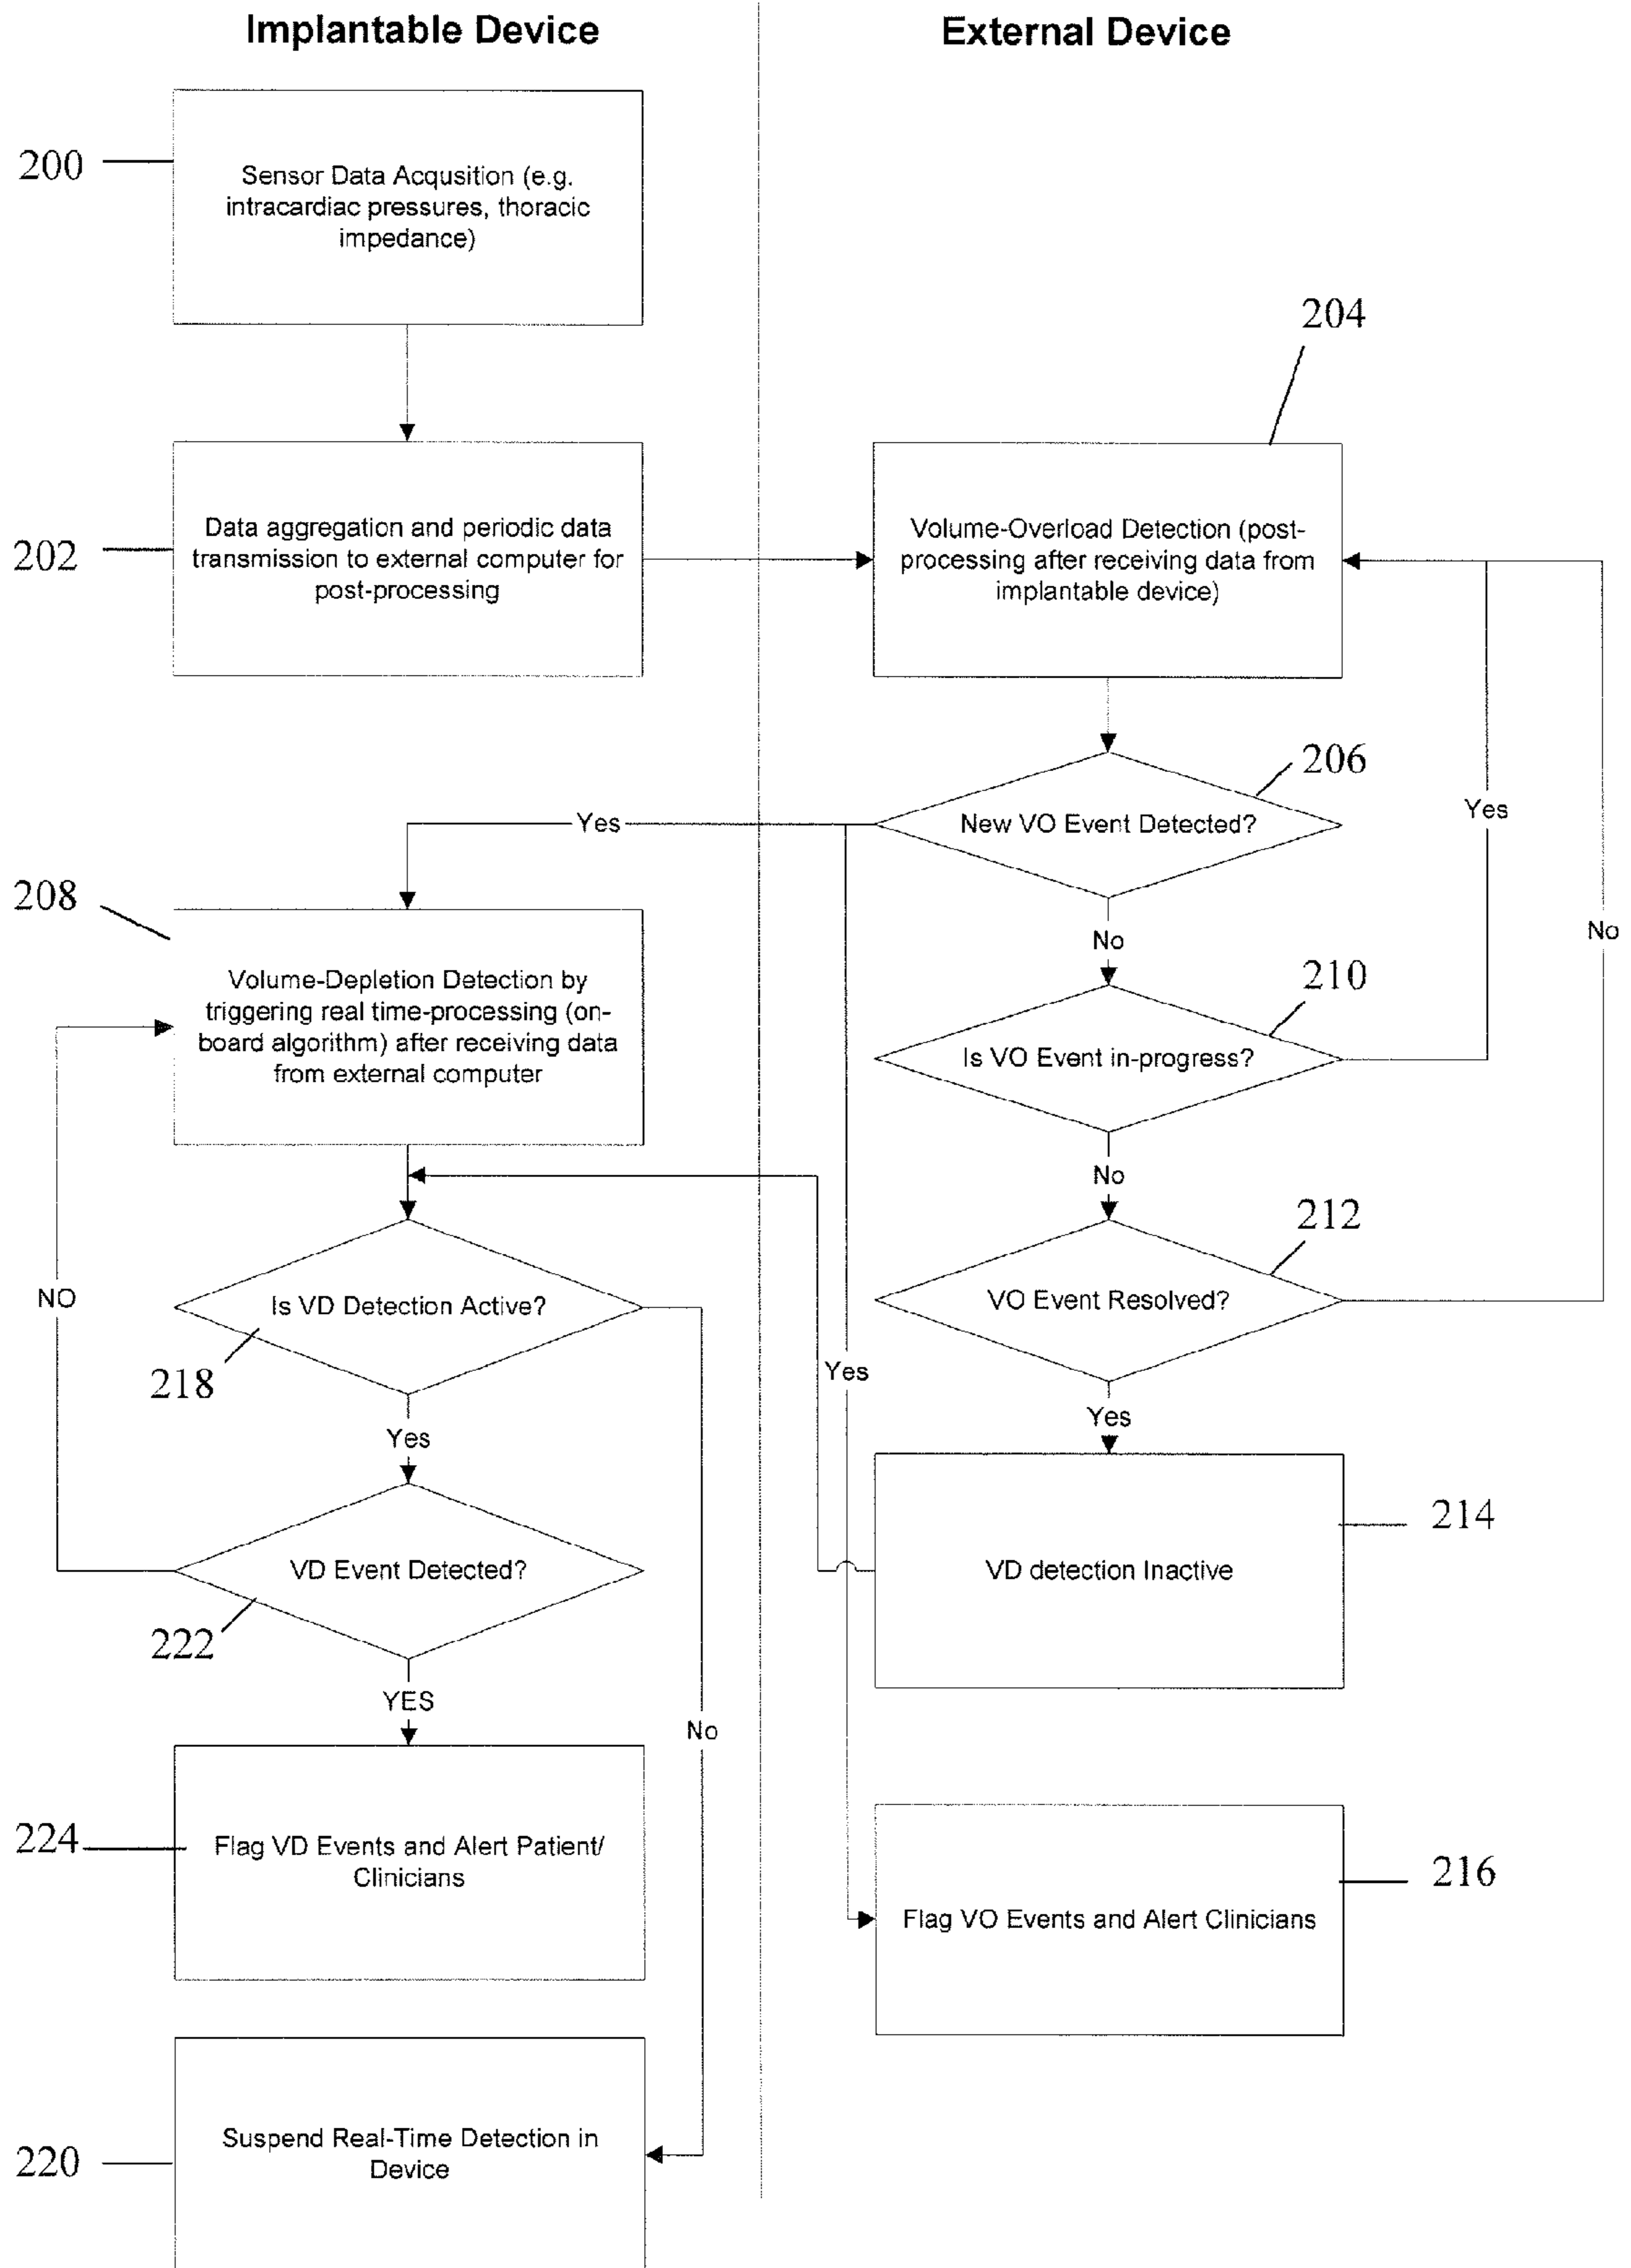 Implantable Device
External Device
200
Sensor Data Acqusition (e.g.
intracardiac pressures, thoracic
impedance)
204
202
Data aggregation and periodic data
transmission to external computer for
post-processing
Volume-Overload Detection (post-
processing after receiving data from
implantable device)
206
New VO Event Detected?
Yes
Yes
208
No
No
Volume-Depletion Detection by
triggering real time-processing (on-
board algorithm) after receiving data
from external computer
210
Is VO Event in-progress?
No
212
VO Event Resolved?
NO
Is VD Detection Active?
218
Yes
Yes
Yes
214
VD detection Inactive
VD Event Detected?
222
YES
No
224
Flag VD Events and Alert Patient/
Clinicians
216
Flag VO Events and Alert Clinicians
220
Suspend Real-Time Detection in
Device